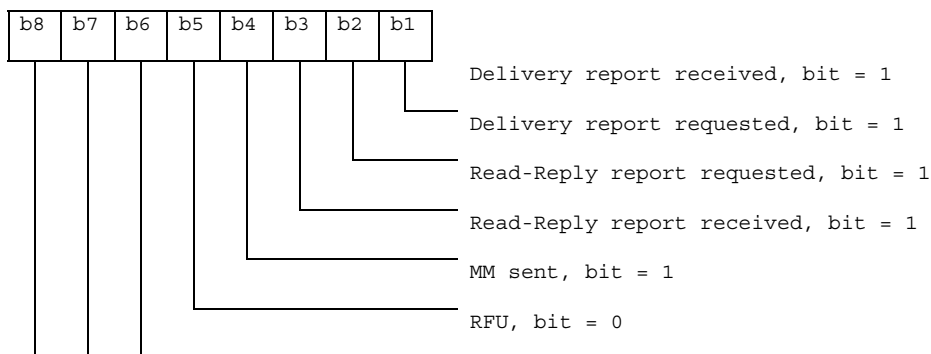 b8 b7 b6 b5 b4 b3 b2 b1
Delivery report received, bit = 1
Delivery report requested, bit = 1
Read-Reply report requested, bit = 1
Read-Reply report received, bit = 1
MM sent, bit = 1
RFU, bit = 0